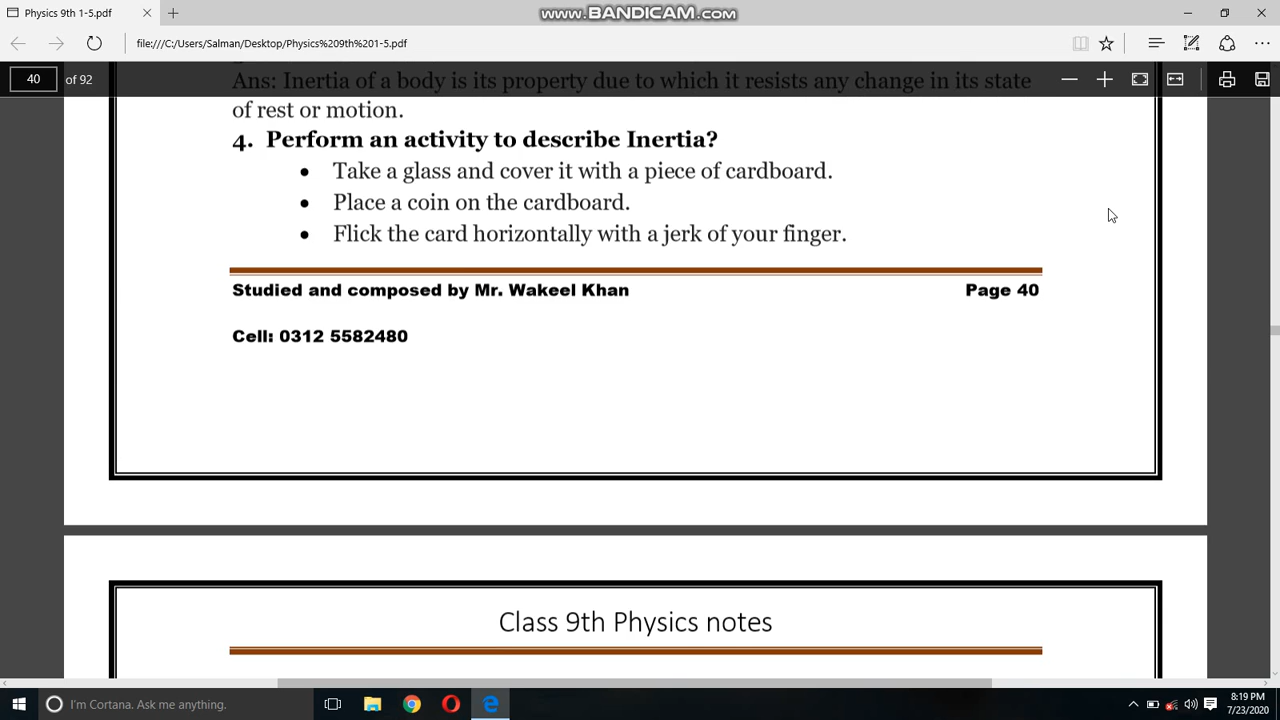 Physics 9th 1-5.pdf
www.BANDICAM.com
file:///C:/Users/Salman/Desktop/Physics%209th%201-5.pdf
40 of 92
Ans: Inertia of a body is its property due to which it resists any change in its state
of rest or motion.
4. Perform an activity to describe Inertia?
• Take a glass and cover it with a piece of cardboard.
• Place a coin on the cardboard.
• Flick the card horizontally with a jerk of your finger.
Studied and composed by Mr. Wakeel Khan Page 40
Cell: 0312 5582480
Class 9th Physics notes
I'm Cortana. Ask me anything.
8:19 PM
7/23/2020